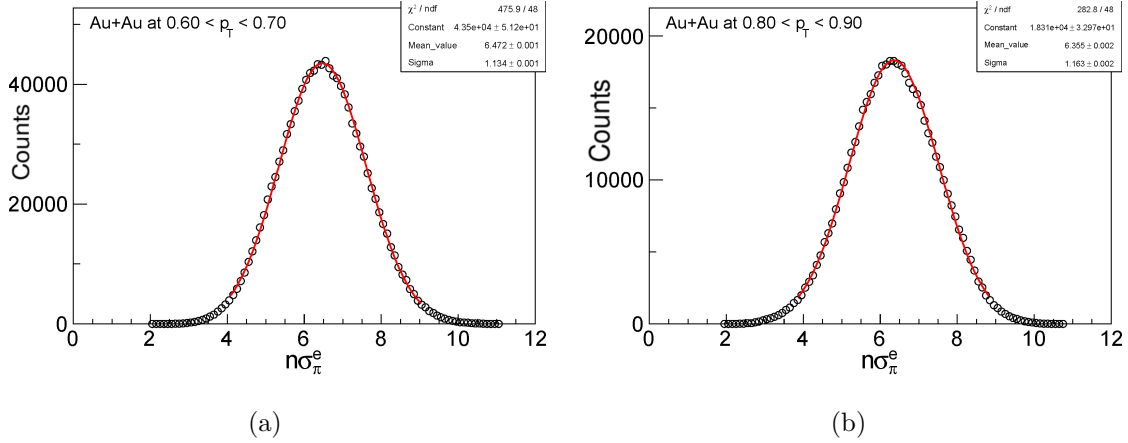 Au+Au at 0.60 < p_T < 0.70
χ² / ndf 475.9 / 48
Constant 4.35e+04 ± 5.12e+01
Mean_value 6.472 ± 0.001
Sigma 1.134 ± 0.001
Counts
40000
20000
0
0 2 4 6 8 10 12
nσ_π^e
(a)
Au+Au at 0.80 < p_T < 0.90
χ² / ndf 282.8 / 48
Constant 1.831e+04 ± 3.297e+01
Mean_value 6.355 ± 0.002
Sigma 1.163 ± 0.002
Counts
20000
10000
0
0 2 4 6 8 10 12
nσ_π^e
(b)